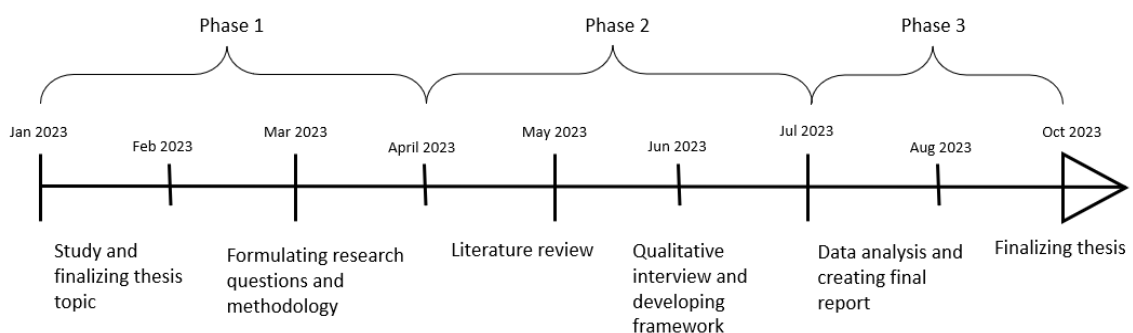 Phase 1
Phase 2
Phase 3
Jan 2023
Feb 2023
Mar 2023
April 2023
May 2023
Jun 2023
Jul 2023
Aug 2023
Oct 2023
Study and
finalizing thesis
topic
Formulating research
questions and
methodology
Literature review
Qualitative
interview and
developing
framework
Data analysis and
creating final
report
Finalizing thesis